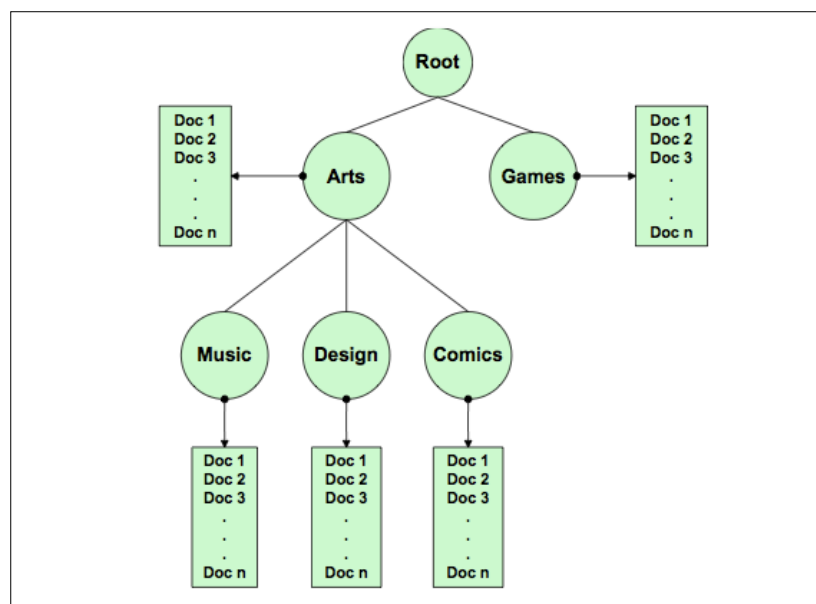 Root
Doc 1
Doc 2
Doc 3
.
.
.
Doc n
Arts
Games
Doc 1
Doc 2
Doc 3
.
.
.
Doc n
Music
Design
Comics
Doc 1
Doc 2
Doc 3
.
.
.
Doc n
Doc 1
Doc 2
Doc 3
.
.
.
Doc n
Doc 1
Doc 2
Doc 3
.
.
.
Doc n